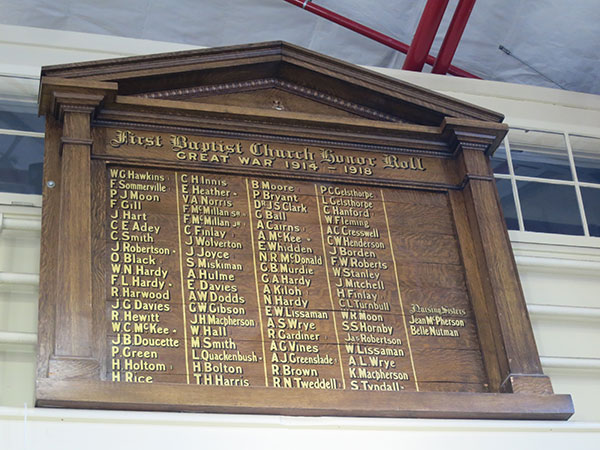 First Baptist Church Honor Roll
GREAT WAR 1914 - 1918
W G Hawkins
F Sommerville
P J Moon
F Gill
J Hart
C E Adey
C Smith
J Robertson -
O Black
W N Hardy
F L Hardy
R Harwood
J G Davies
R Hewitt
W C McKee -
J B Doucette
P Green
H Holtom -
H Rice
C H Innis
E Heather -
V A Norris
F McMillan Sr
F McMillan Jr
C Finlay
J Wolverton
J Joyce
S Miskiman
A Hulme
E Davies
A W Dodds
G W Gibson
J H Macpherson
W Hall
M Smith
L Quackenbush -
H Bolton
T H Harris
B Moore
P Bryant
Dr J S Clark
G Ball
A Cairns
A McKee -
E Whidden
N R McDonald
G B Murdie
G A Hardy
A Kiloh
N Hardy
E W Lissaman
A S Wrye
R Gardiner
A G Vines
A J Greenslade
R Brown
R N Tweddell
P C Gelsthorpe
L Gelsthorpe
C Hanford
W Fleming
A C Cresswell
C W Henderson
J Borden
F W Roberts
W Stanley
J Mitchell
H Finlay
C L Turnbull
W R Moon
S S Hornby
Jas Robertson
W Lissaman
A L Wrye
K Macpherson
S Tyndall
Nursing Sisters
Jean McPherson
Belle Nutman